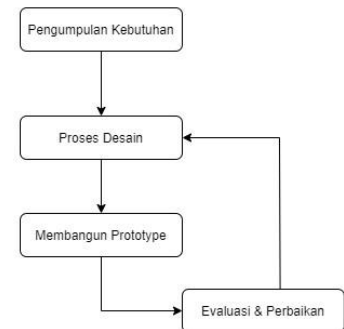 Pengumpulan Kebutuhan
Proses Desain
Membangun Prototype
Evaluasi & Perbaikan